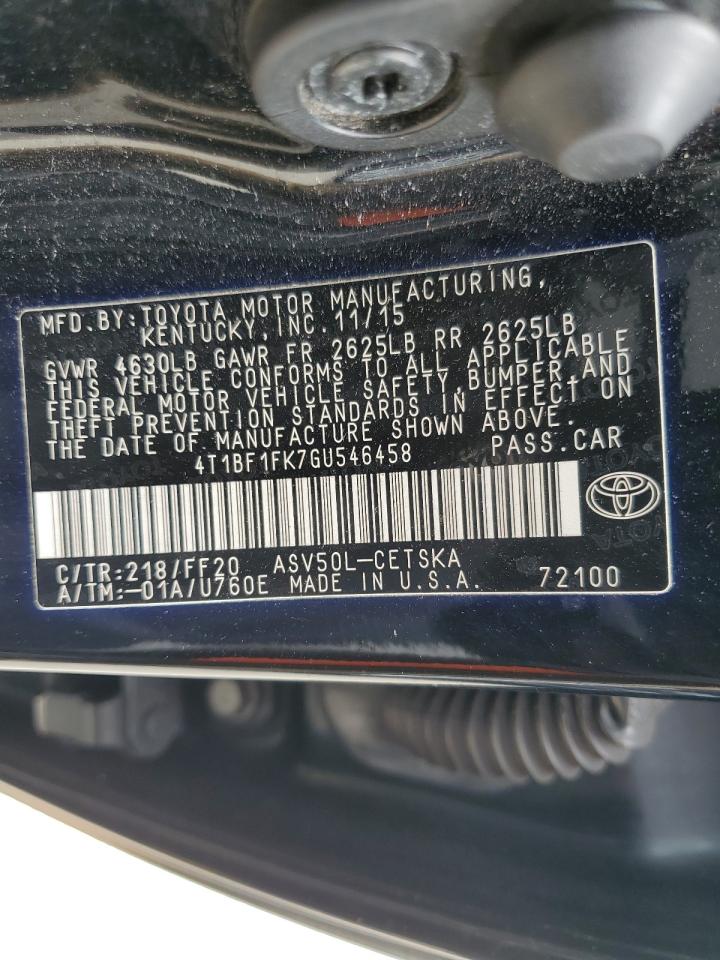 MFD. BY: TOYOTA MOTOR MANUFACTURING,
KENTUCKY, INC. 11/15
GVWR 4630LB GAWR FR 2625LB RR 2625LB
THIS VEHICLE CONFORMS TO ALL APPLICABLE
FEDERAL MOTOR VEHICLE SAFETY, BUMPER AND
THEFT PREVENTION STANDARDS IN EFFECT ON
THE DATE OF MANUFACTURE SHOWN ABOVE.
4T1BF1FK7GU546458 PASS. CAR
C/TR: 218/FF20 ASV50L-CETSKA
A/TM: -01A/U760E MADE IN U.S.A. 72100